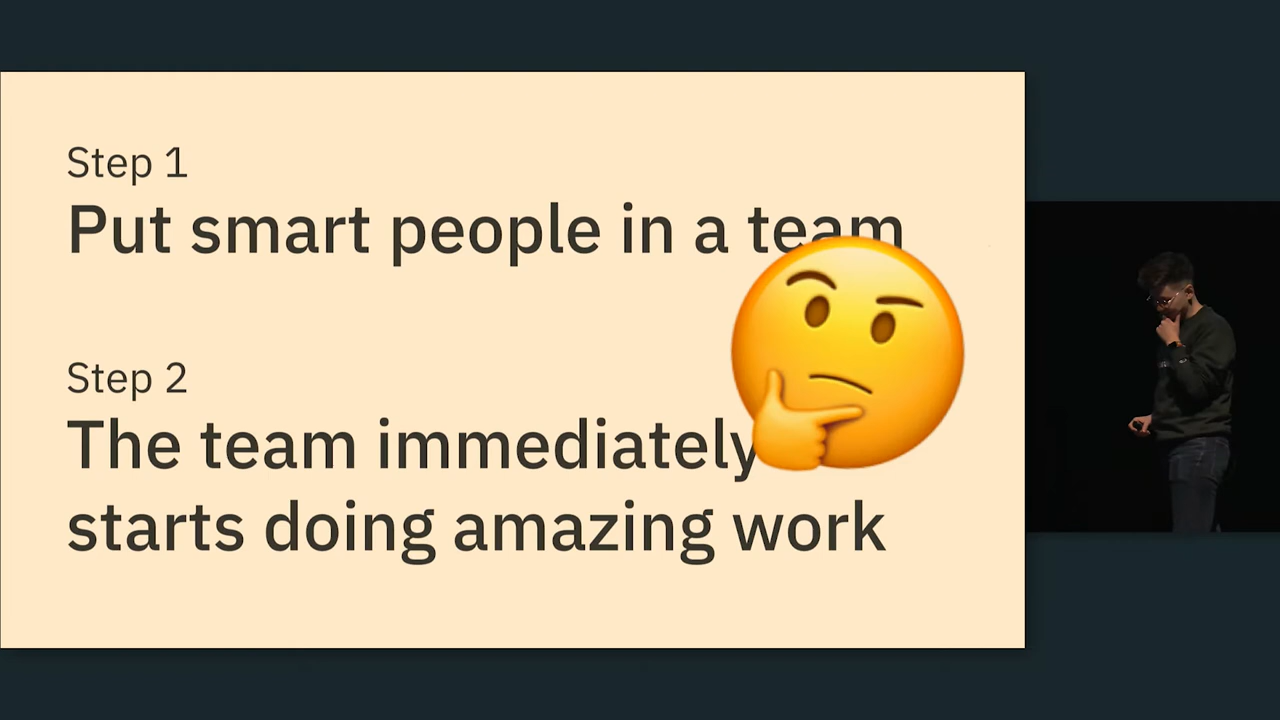 Step 1
Put smart people in a team
Step 2
The team immediately
starts doing amazing work